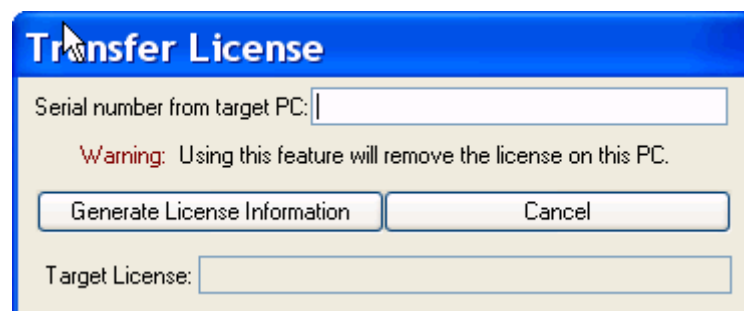 Transfer License
Serial number from target PC:
Warning: Using this feature will remove the license on this PC.
Generate License Information Cancel
Target License: